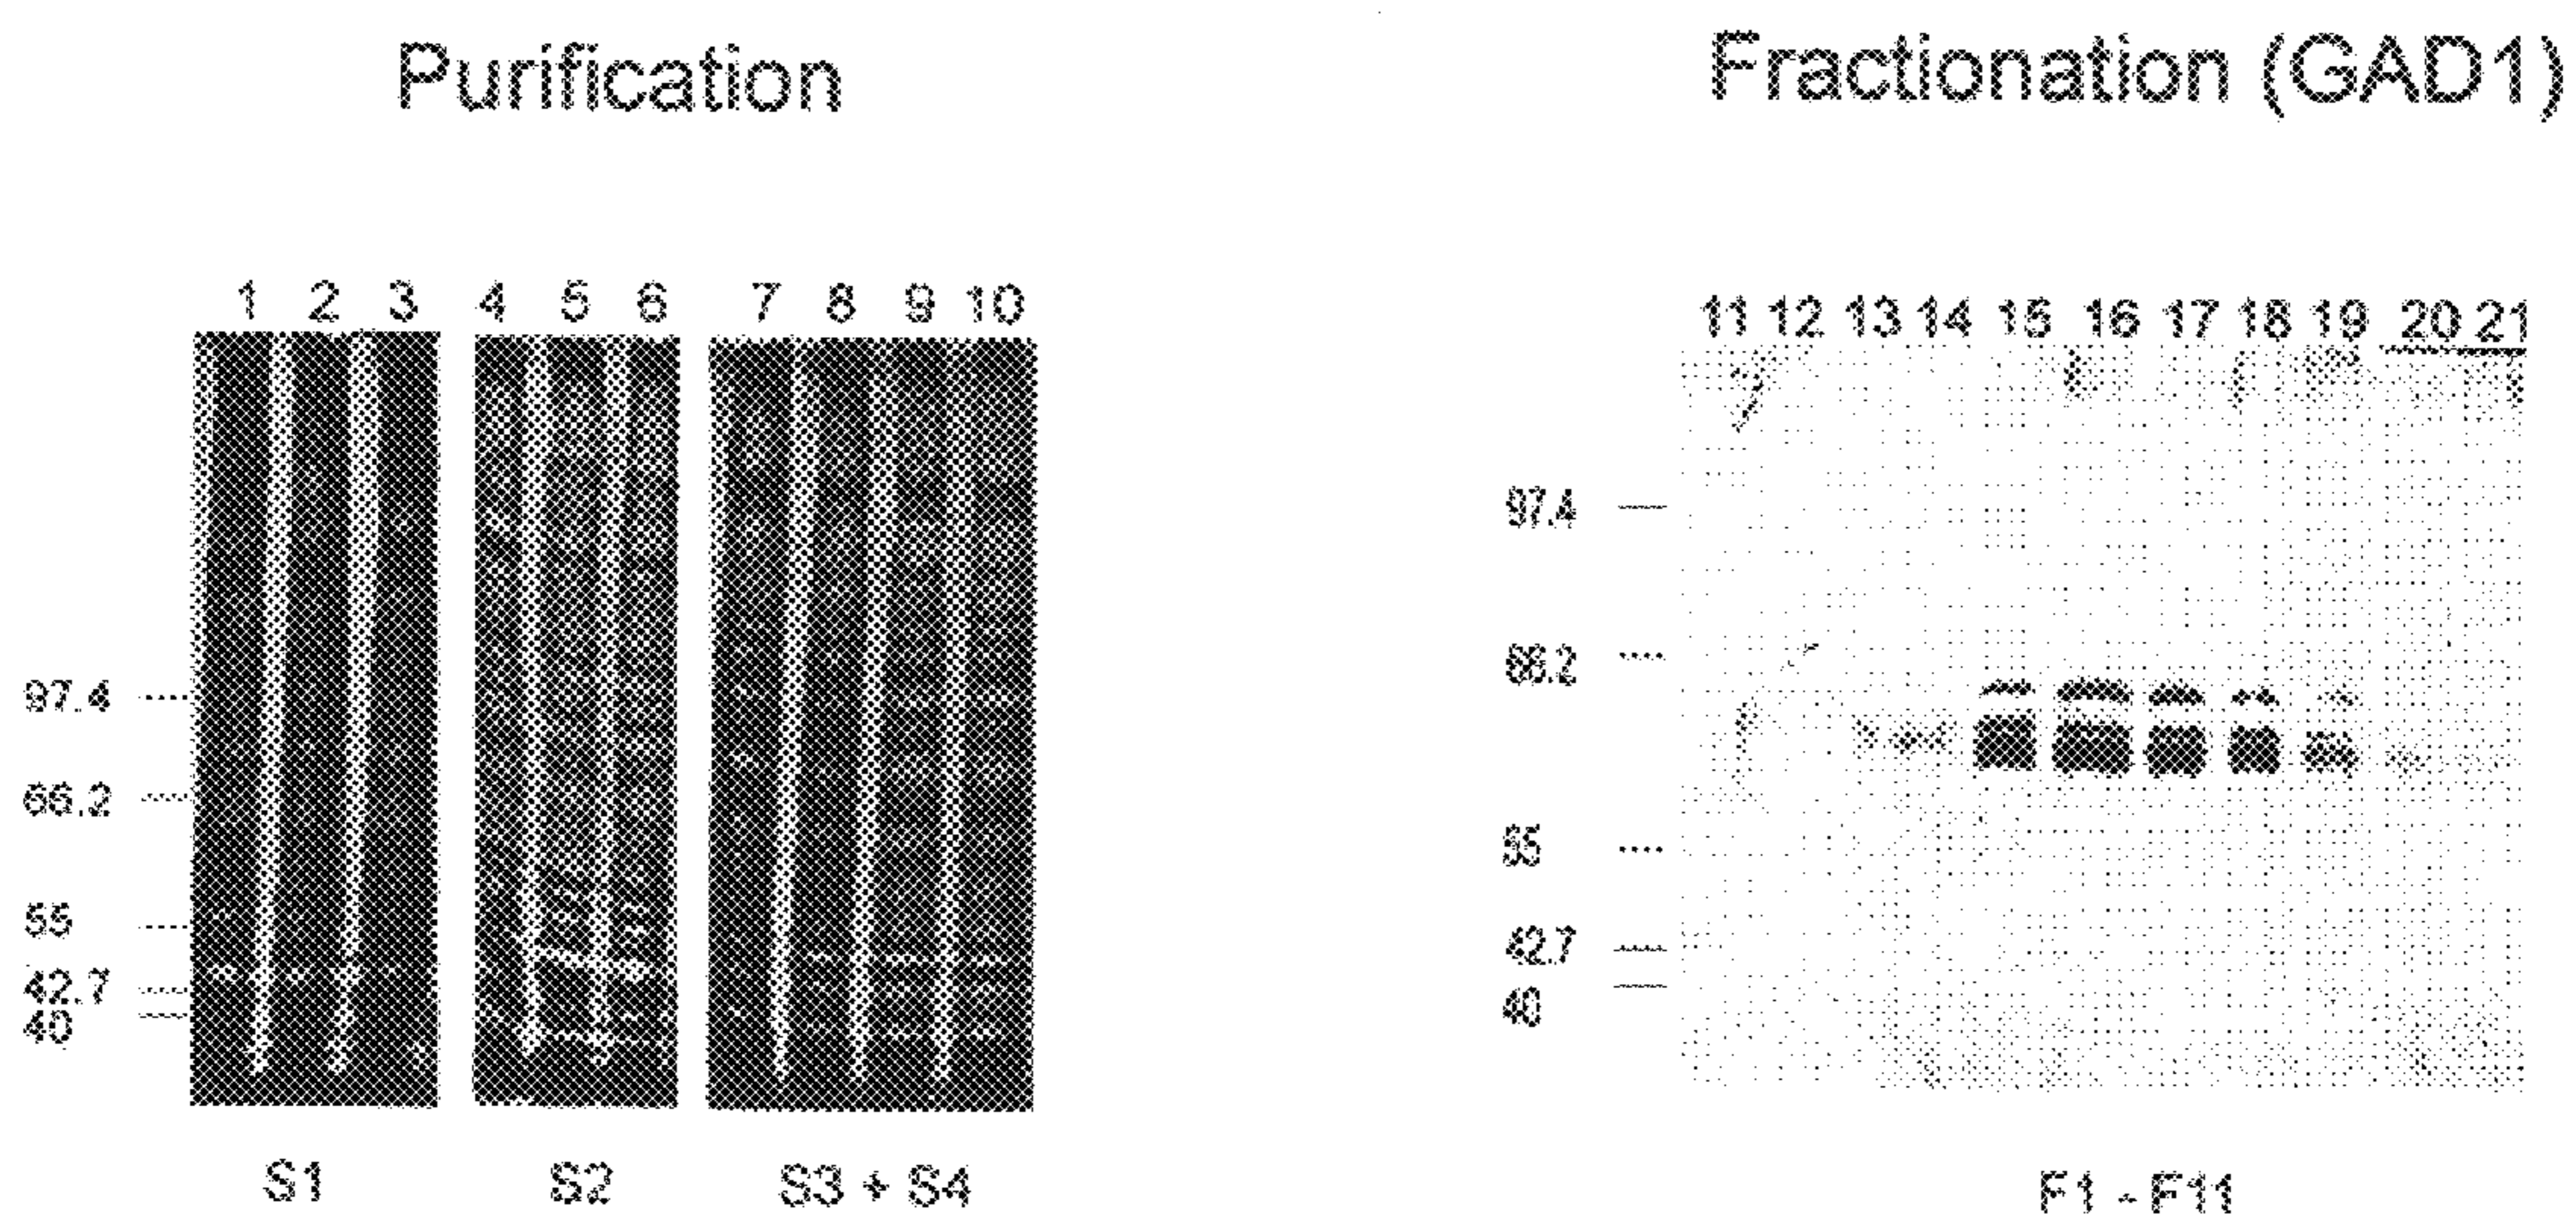 Purification
Fractionation (GAD1)
1 2 3 4 5 6 7 8 9 10
11 12 13 14 15 16 17 18 19 20 21
97.4
66.2
55
42.7
40
97.4
66.2
55
42.7
40
S1 S2 S3 + S4
F1 - F11